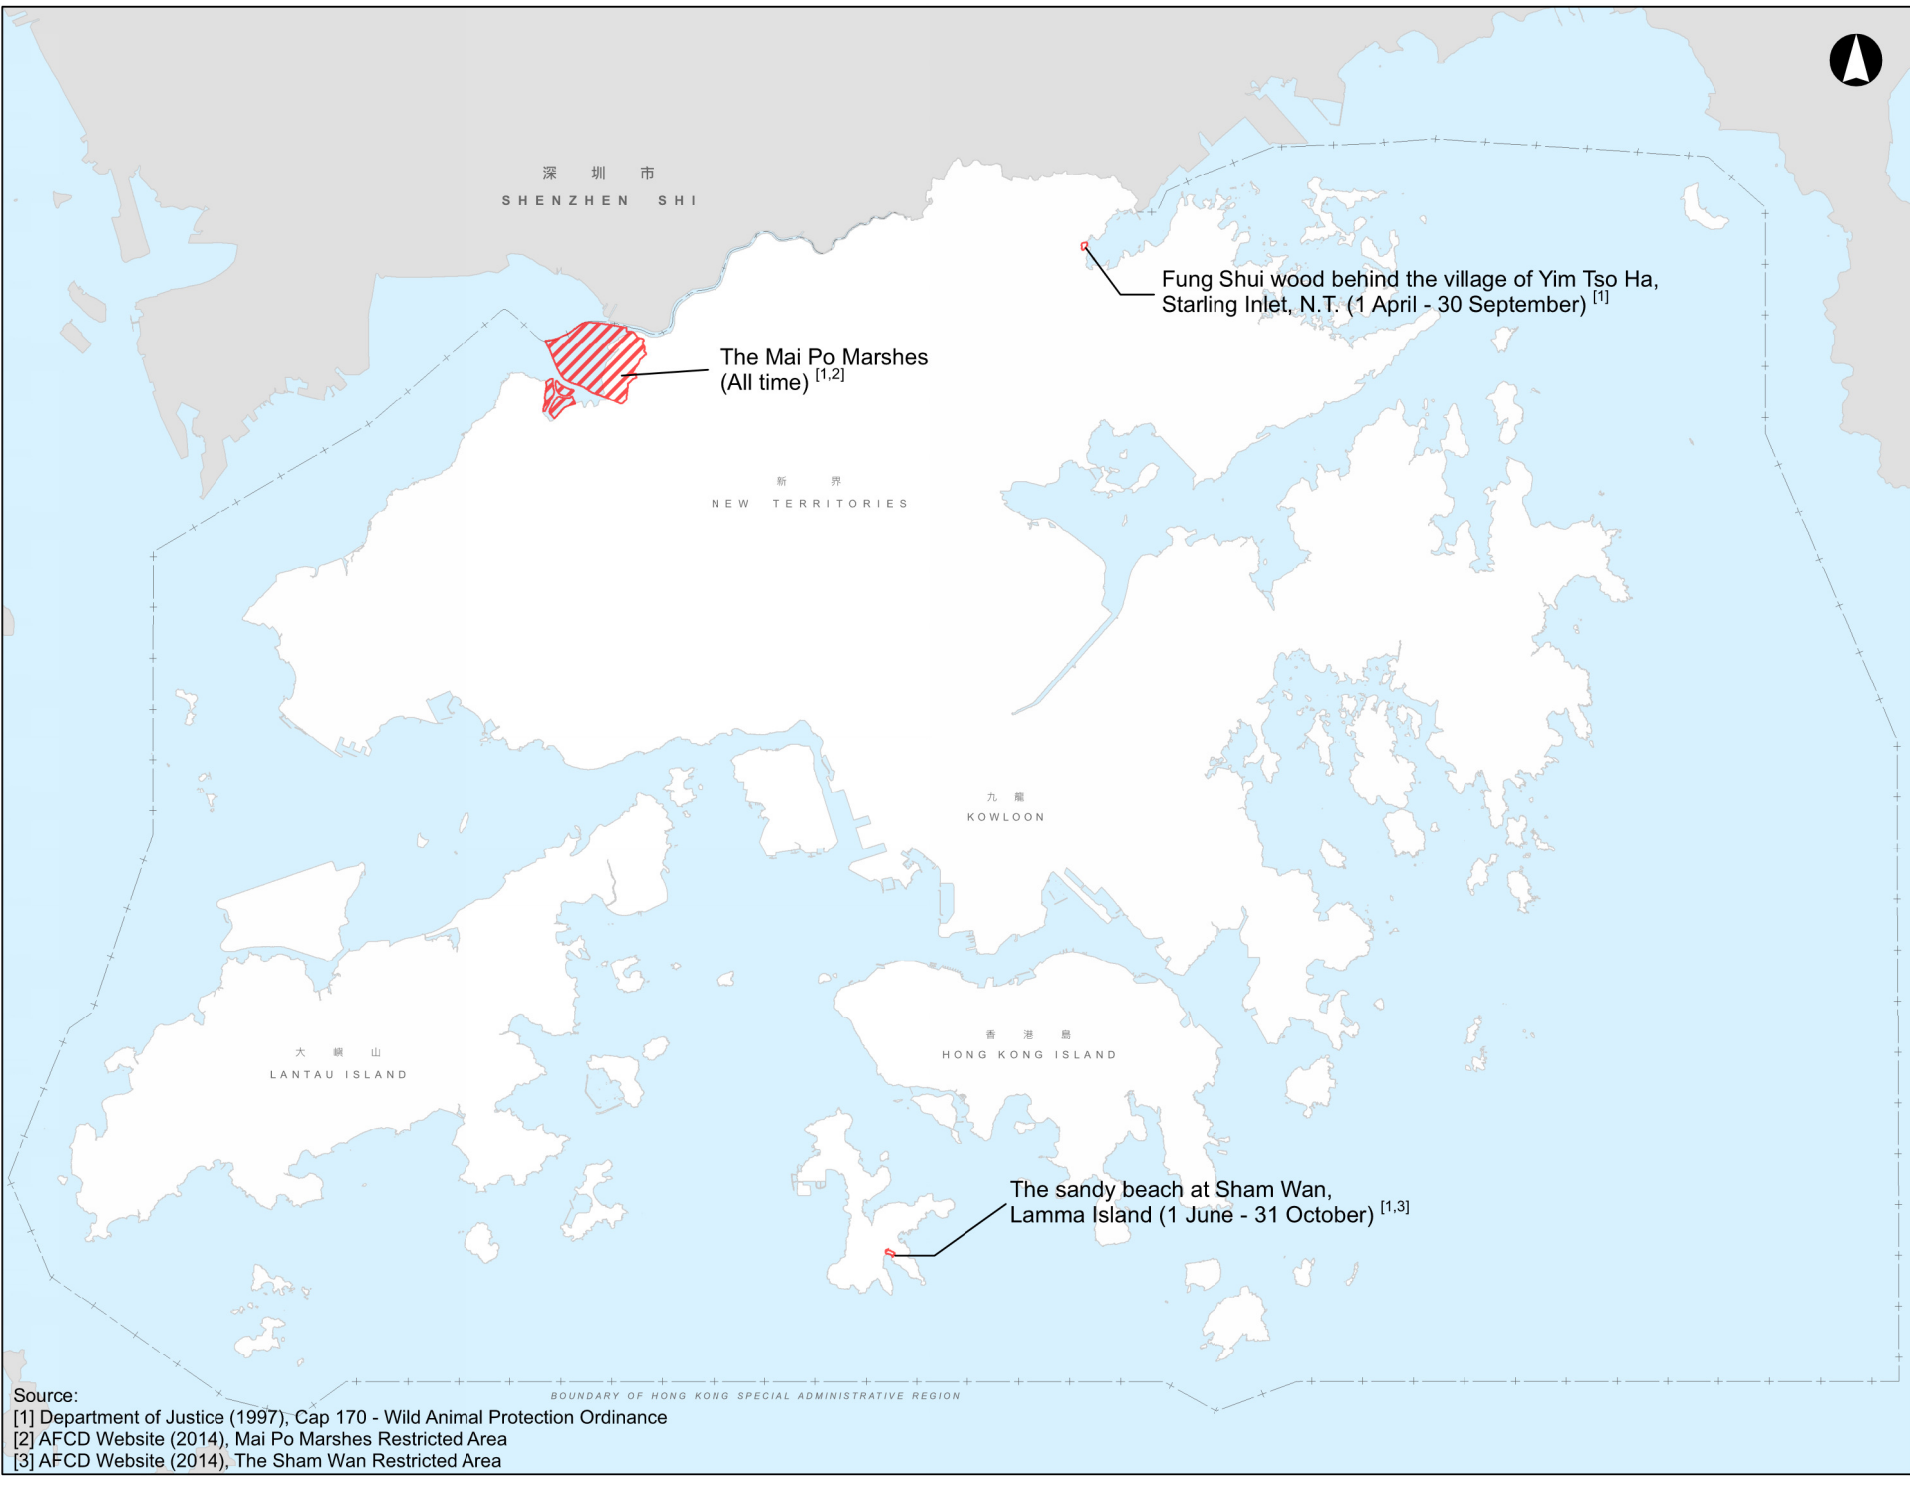 深 圳 市
SHENZHEN SHI
Fung Shui wood behind the village of Yim Tso Ha,
Starling Inlet, N.T. (1 April - 30 September) [1]
The Mai Po Marshes
(All time) [1,2]
新 界
NEW TERRITORIES
九 龍
KOWLOON
香 港 島
HONG KONG ISLAND
大 嶼 山
LANTAU ISLAND
The sandy beach at Sham Wan,
Lamma Island (1 June - 31 October) [1,3]
BOUNDARY OF HONG KONG SPECIAL ADMINISTRATIVE REGION
Source:
[1] Department of Justice (1997), Cap 170 - Wild Animal Protection Ordinance
[2] AFCD Website (2014), Mai Po Marshes Restricted Area
[3] AFCD Website (2014), The Sham Wan Restricted Area